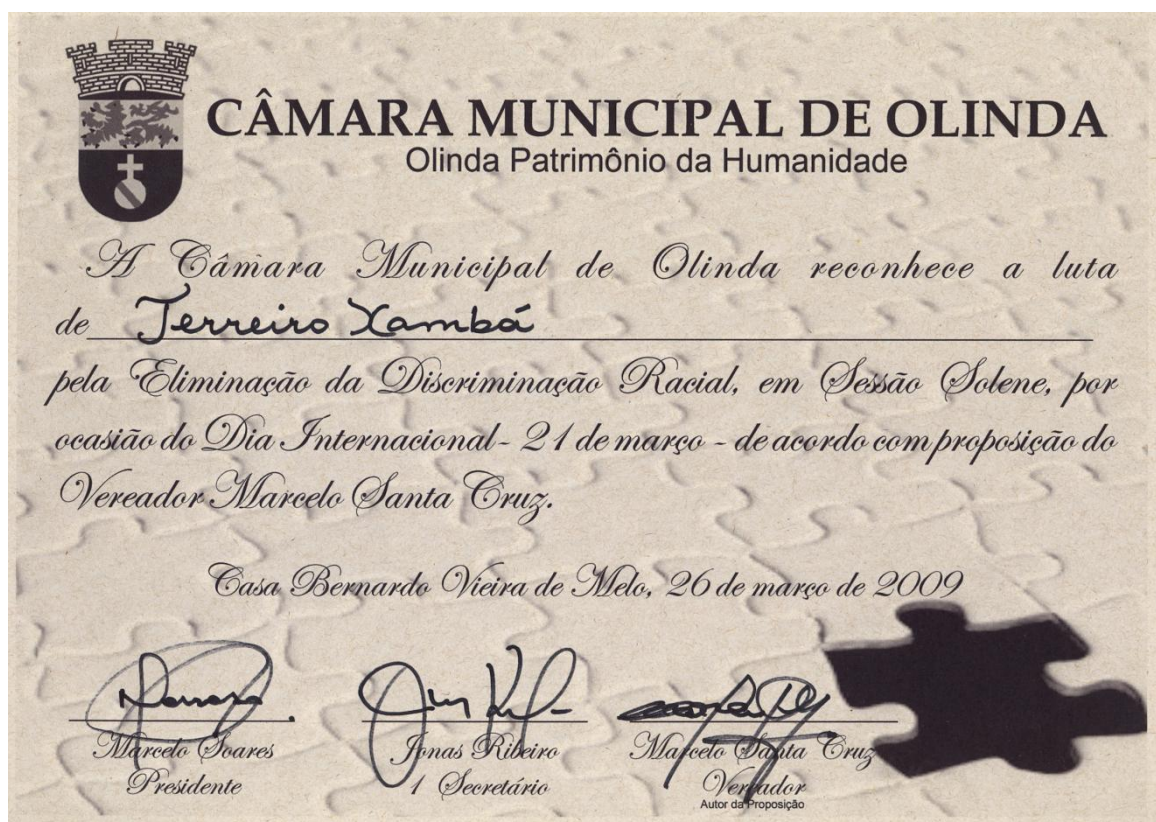 CÂMARA MUNICIPAL DE OLINDA
Olinda Patrimônio da Humanidade
A Câmara Municipal de Olinda reconhece a luta
de Terreiro Xambá
pela Eliminação da Discriminação Racial, em Sessão Solene, por
ocasião do Dia Internacional - 21 de março - de acordo com proposição do
Vereador Marcelo Santa Cruz.
Casa Bernardo Vieira de Melo, 26 de março de 2009
Marcelo Soares
Presidente
Jonas Ribeiro
1 Secretário
Marcelo Santa Cruz
Vereador
Autor da Proposição